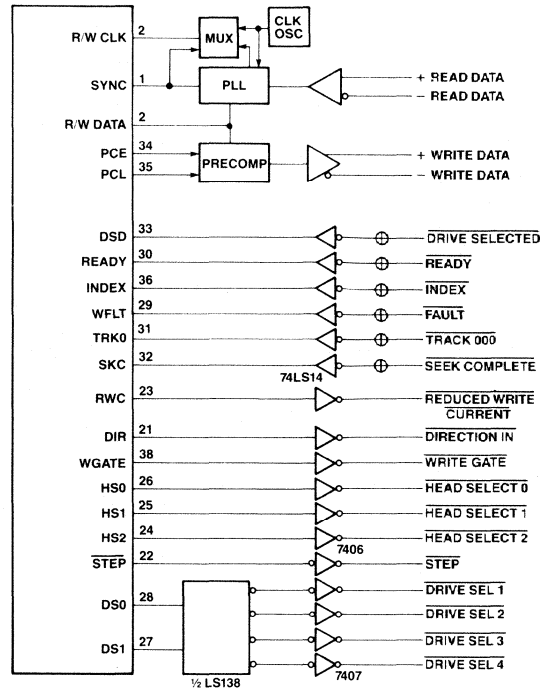 CLK
OSC
R/W CLK 2 MUX
SYNC 1 PLL + READ DATA
− READ DATA
R/W DATA 2
PCE 34 PRECOMP + WRITE DATA
PCL 35 − WRITE DATA
DSD 33 DRIVE SELECTED
READY 30 READY
INDEX 36 INDEX
WFLT 29 FAULT
TRK0 31 TRACK 000
SKC 32 SEEK COMPLETE
74LS14
RWC 23 REDUCED WRITE
CURRENT
DIR 21 DIRECTION IN
WGATE 38 WRITE GATE
HS0 26 HEAD SELECT 0
HS1 25 HEAD SELECT 1
HS2 24 HEAD SELECT 2
7406
STEP 22 STEP
DS0 28 DRIVE SEL 1
DRIVE SEL 2
DS1 27 DRIVE SEL 3
DRIVE SEL 4
7407
½ LS138